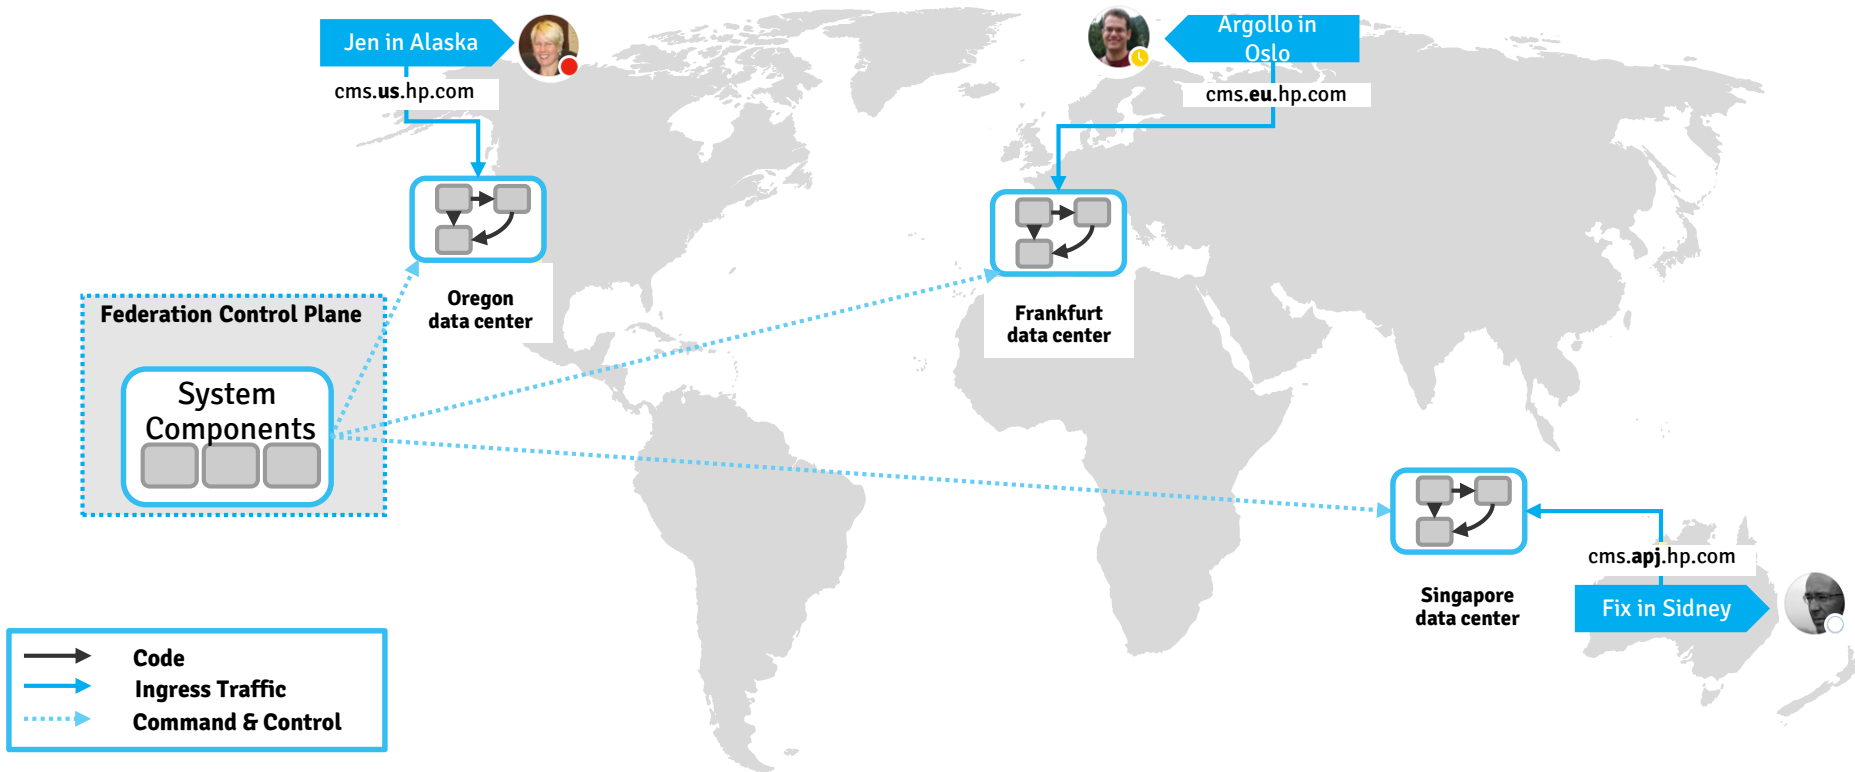 Jen in Alaska
cms.us.hp.com
Argollo in
Oslo
cms.eu.hp.com
Oregon
data center
Frankfurt
data center
Federation Control Plane
System
Components
cms.apj.hp.com
Fix in Sidney
Singapore
data center
Code
Ingress Traffic
Command & Control